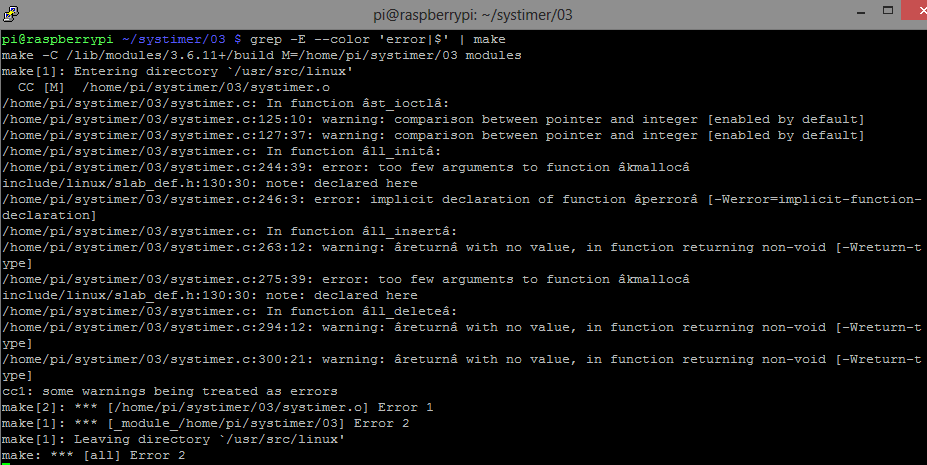 pi@raspberrypi: ~/systimer/03
pi@raspberrypi ~/systimer/03 $ grep -E --color 'error|$' | make
make -C /lib/modules/3.6.11+/build M=/home/pi/systimer/03 modules
make[1]: Entering directory `/usr/src/linux'
  CC [M]  /home/pi/systimer/03/systimer.o
/home/pi/systimer/03/systimer.c: In function âst_ioctlâ:
/home/pi/systimer/03/systimer.c:125:10: warning: comparison between pointer and integer [enabled by default]
/home/pi/systimer/03/systimer.c:127:37: warning: comparison between pointer and integer [enabled by default]
/home/pi/systimer/03/systimer.c: In function âll_initâ:
/home/pi/systimer/03/systimer.c:244:39: error: too few arguments to function âkmallocâ
include/linux/slab_def.h:130:30: note: declared here
/home/pi/systimer/03/systimer.c:246:3: error: implicit declaration of function âperrorâ [-Werror=implicit-function-
declaration]
/home/pi/systimer/03/systimer.c: In function âll_insertâ:
/home/pi/systimer/03/systimer.c:263:12: warning: âreturnâ with no value, in function returning non-void [-Wreturn-t
ype]
/home/pi/systimer/03/systimer.c:275:39: error: too few arguments to function âkmallocâ
include/linux/slab_def.h:130:30: note: declared here
/home/pi/systimer/03/systimer.c: In function âll_deleteâ:
/home/pi/systimer/03/systimer.c:294:12: warning: âreturnâ with no value, in function returning non-void [-Wreturn-t
ype]
/home/pi/systimer/03/systimer.c:300:21: warning: âreturnâ with no value, in function returning non-void [-Wreturn-t
ype]
cc1: some warnings being treated as errors
make[2]: *** [/home/pi/systimer/03/systimer.o] Error 1
make[1]: *** [_module_/home/pi/systimer/03] Error 2
make[1]: Leaving directory `/usr/src/linux'
make: *** [all] Error 2